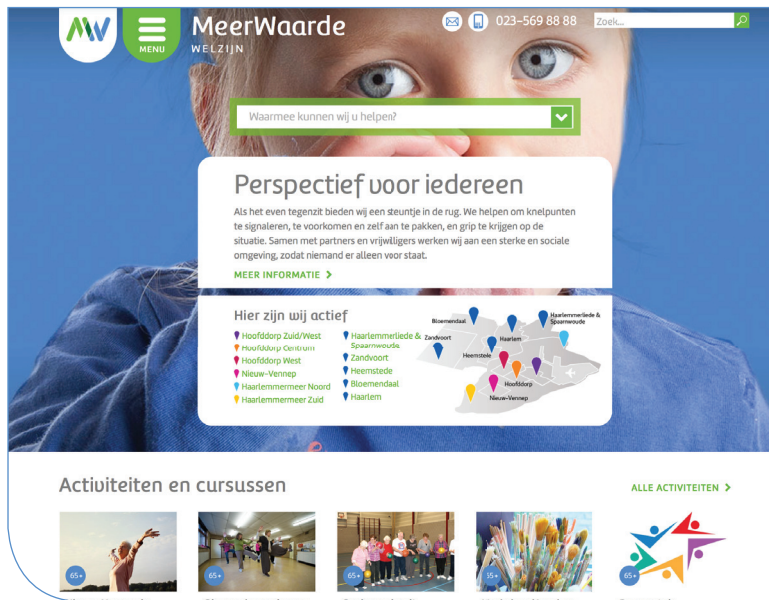 MW
MENU
MeerWaarde
WELZIJN
023-569 88 88
Zoek...
Waarmee kunnen wij u helpen?
Perspectief voor iedereen
Als het even tegenzit bieden wij een steuntje in de rug. We helpen om knelpunten
te signaleren, te voorkomen en zelf aan te pakken, en grip te krijgen op de
situatie. Samen met partners en vrijwilligers werken wij aan een sterke en sociale
omgeving, zodat niemand er alleen voor staat.
MEER INFORMATIE
Hier zijn wij actief
Hoofddorp Zuid/West
Hoofddorp Centrum
Hoofddorp West
Nieuw-Vennep
Haarlemmermeer Noord
Haarlemmermeer Zuid
Haarlemmerliede &
Spaarnwoude
Zandvoort
Heemstede
Bloemendaal
Haarlem
Bloemendaal
Haarlemmerliede &
Spaarnwoude
Zandvoort
Haarlem
Heemstede
Hoofddorp
Nieuw-Vennep
Activiteiten en cursussen
ALLE ACTIVITEITEN
65+
65+
65+
65+
65+